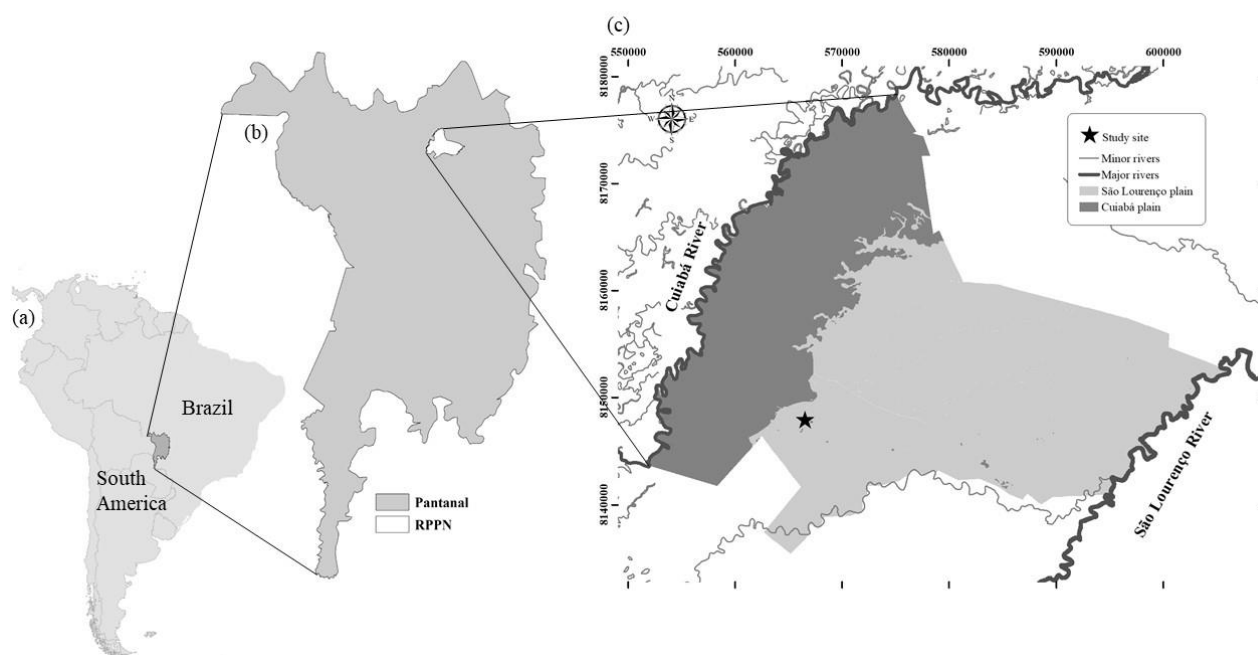 (a)
Brazil
South
America
(b)
Pantanal
RPPN
(c)
550000 560000 570000 580000 590000 600000
8180000
8170000
8160000
8150000
8140000
N
W E
S
Cuiabá River
São Lourenço River
Study site
Minor rivers
Major rivers
São Lourenço plain
Cuiabá plain